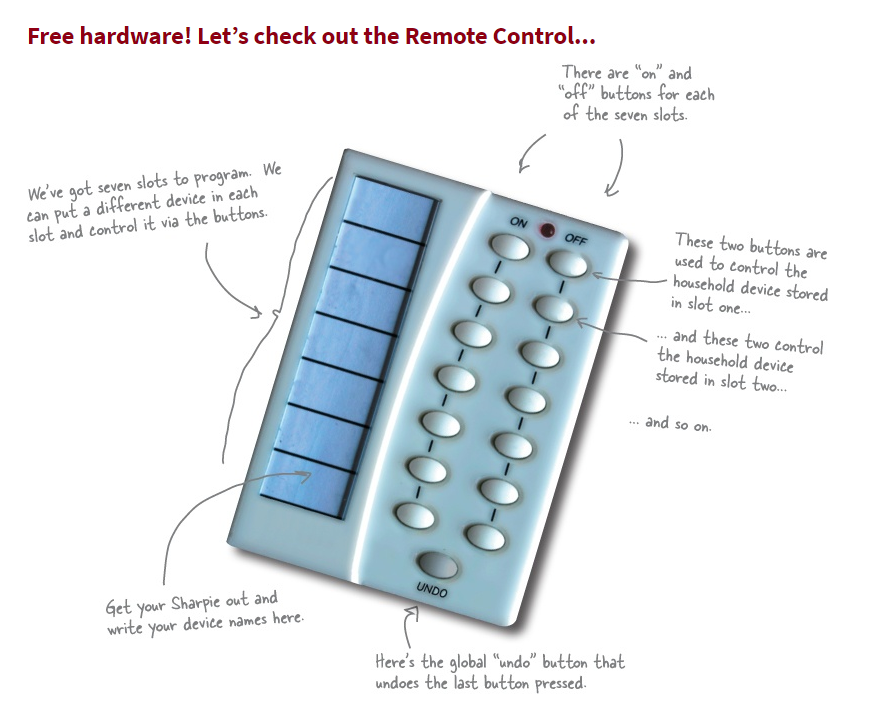 Free hardware! Let's check out the Remote Control...
There are "on" and
"off" buttons for each
of the seven slots.
We've got seven slots to program. We
can put a different device in each
slot and control it via the buttons.
ON
OFF
These two buttons are
used to control the
household device stored
in slot one...
... and these two control
the household device
stored in slot two...
... and so on.
Get your Sharpie out and
write your device names here.
UNDO
Here's the global "undo" button that
undoes the last button pressed.